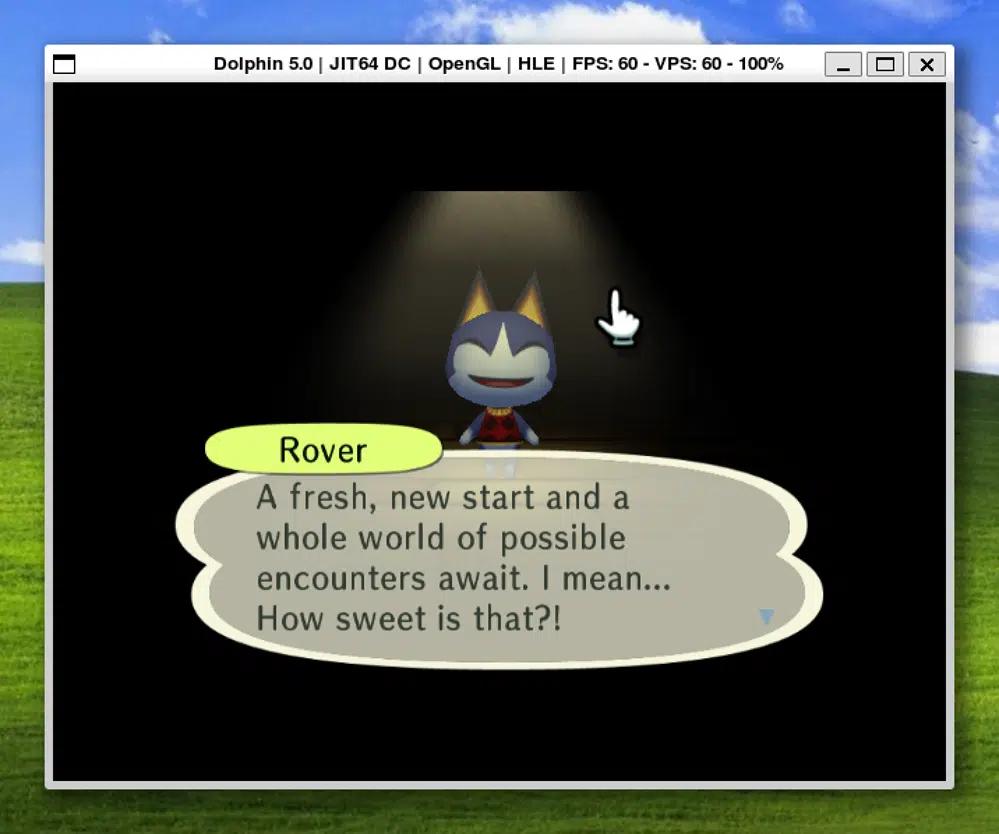 Dolphin 5.0 | JIT64 DC | OpenGL | HLE | FPS: 60 - VPS: 60 - 100%
Rover
A fresh, new start and a
whole world of possible
encounters await. I mean...
How sweet is that?!